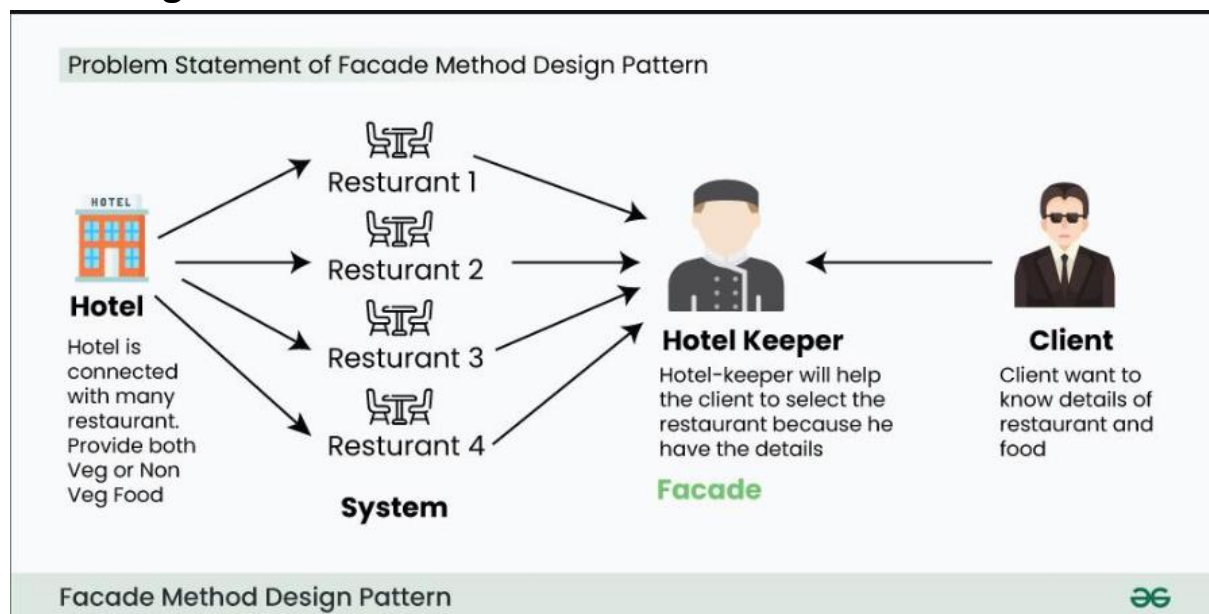 Problem Statement of Facade Method Design Pattern
HOTEL
Hotel
Hotel is
connected
with many
restaurant.
Provide both
Veg or Non
Veg Food
Resturant 1
Resturant 2
Resturant 3
Resturant 4
System
Hotel Keeper
Hotel-keeper will help
the client to select the
restaurant because he
have the details
Facade
Client
Client want to
know details of
restaurant and
food
Facade Method Design Pattern